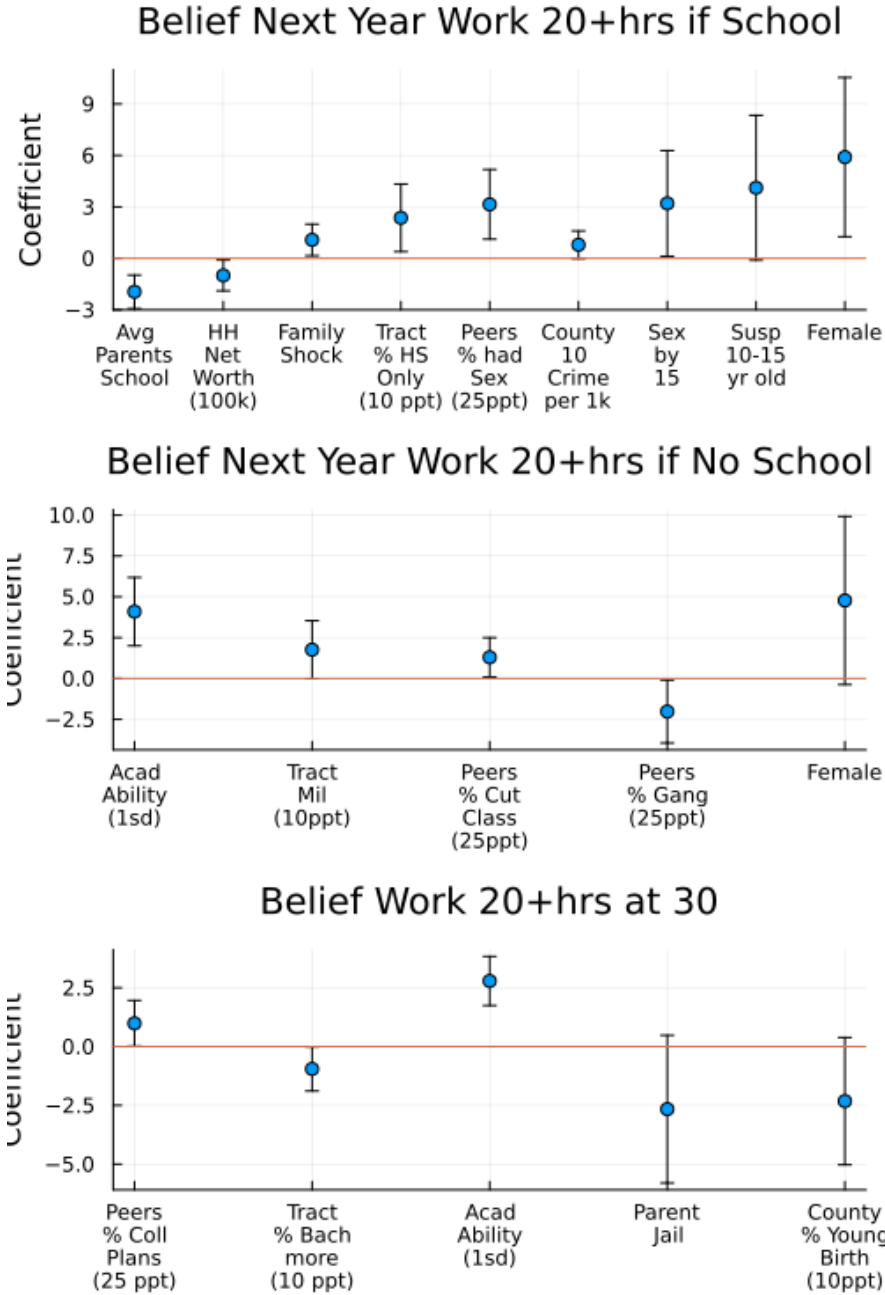 Belief Next Year Work 20+hrs if School
Coefficient
9
6
3
0
−3
Avg Parents School
HH Net Worth (100k)
Family Shock
Tract % HS Only (10 ppt)
Peers % had Sex (25ppt)
County 10 Crime per 1k
Sex by 15
Susp 10-15 yr old
Female
Belief Next Year Work 20+hrs if No School
Coefficient
10.0
7.5
5.0
2.5
0.0
−2.5
Acad Ability (1sd)
Tract Mil (10ppt)
Peers % Cut Class (25ppt)
Peers % Gang (25ppt)
Female
Belief Work 20+hrs at 30
Coefficient
2.5
0.0
−2.5
−5.0
Peers % Coll Plans (25 ppt)
Tract % Bach more (10 ppt)
Acad Ability (1sd)
Parent Jail
County % Young Birth (10ppt)